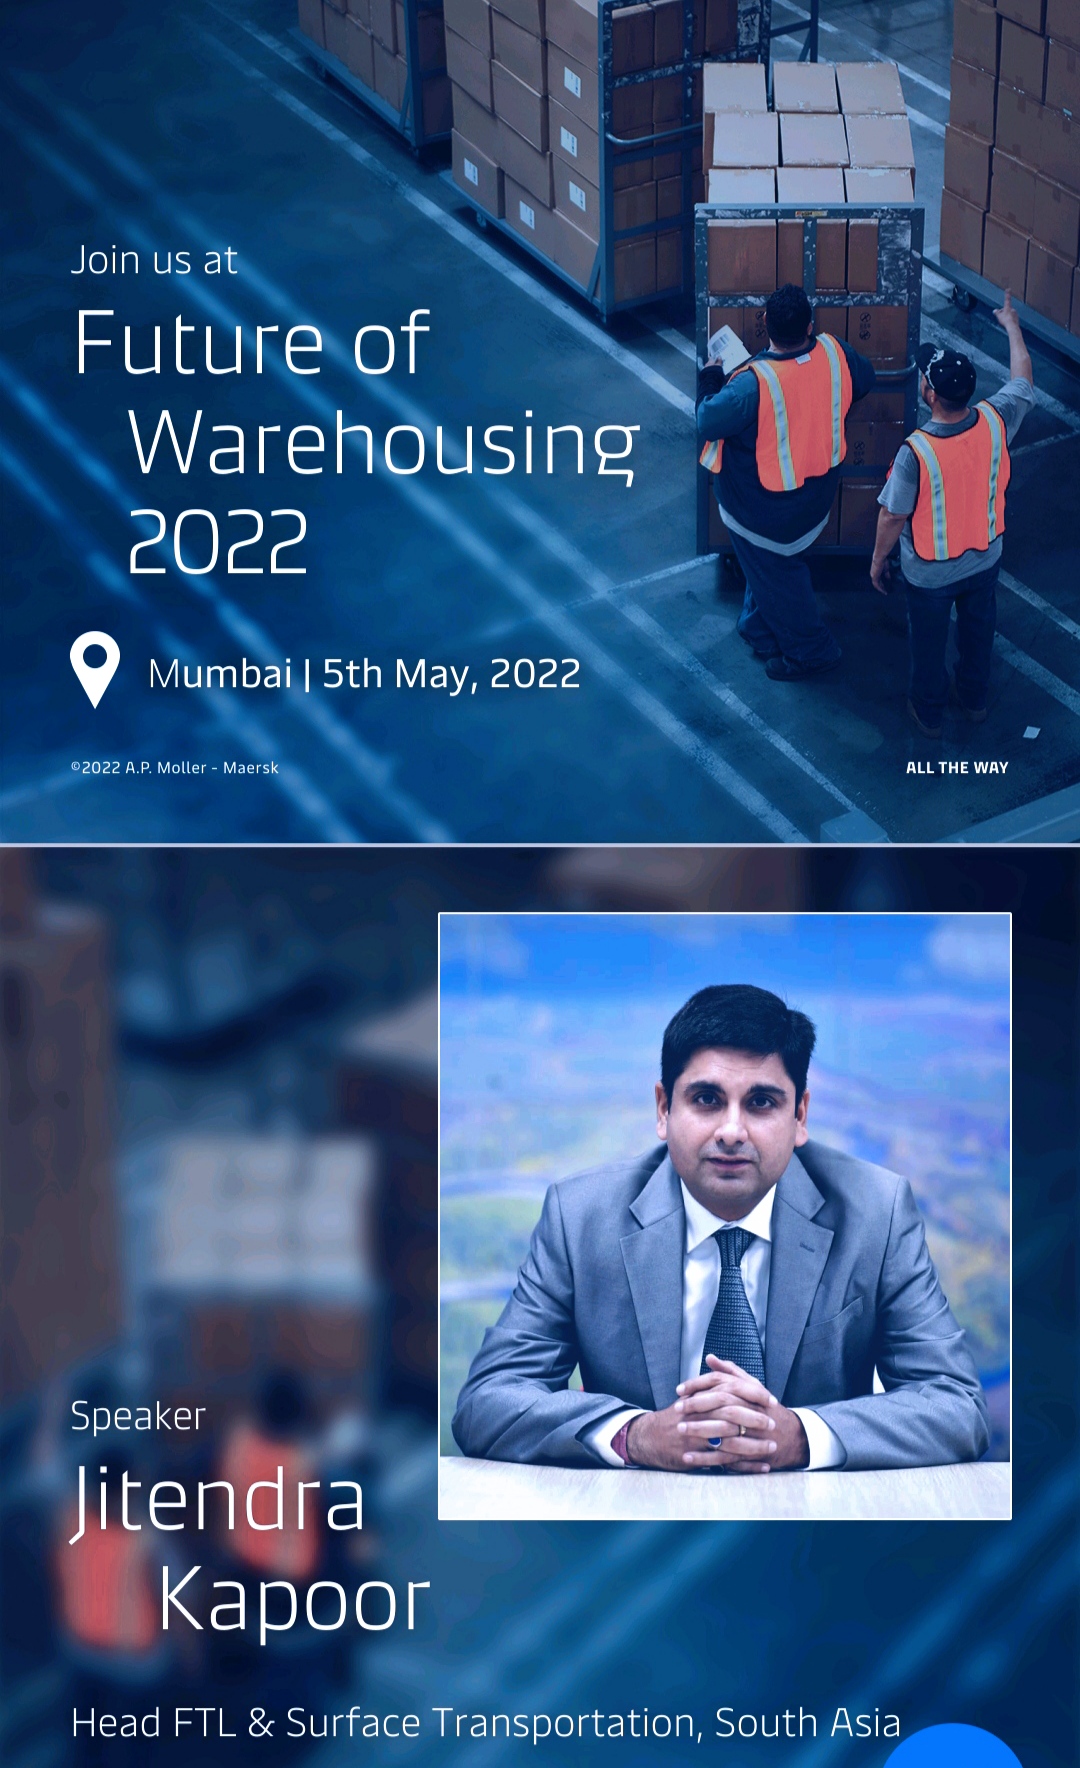 Join us at
Future of
Warehousing
2022
Mumbai | 5th May, 2022
©2022 A.P. Moller - Maersk
ALL THE WAY
Speaker
Jitendra
Kapoor
Head FTL & Surface Transportation, South Asia